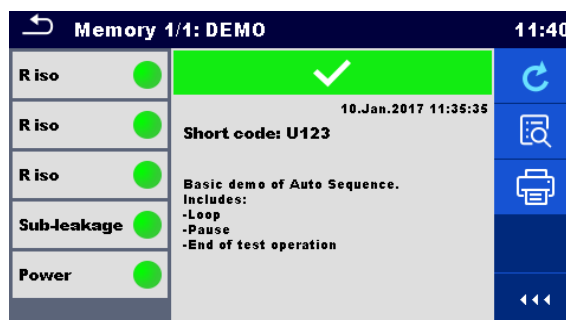 Memory 1/1: DEMO
11:40
R iso
R iso
R iso
Sub-leakage
Power
10.Jan.2017 11:35:35
Short code: U123
Basic demo of Auto Sequence.
Includes:
-Loop
-Pause
-End of test operation